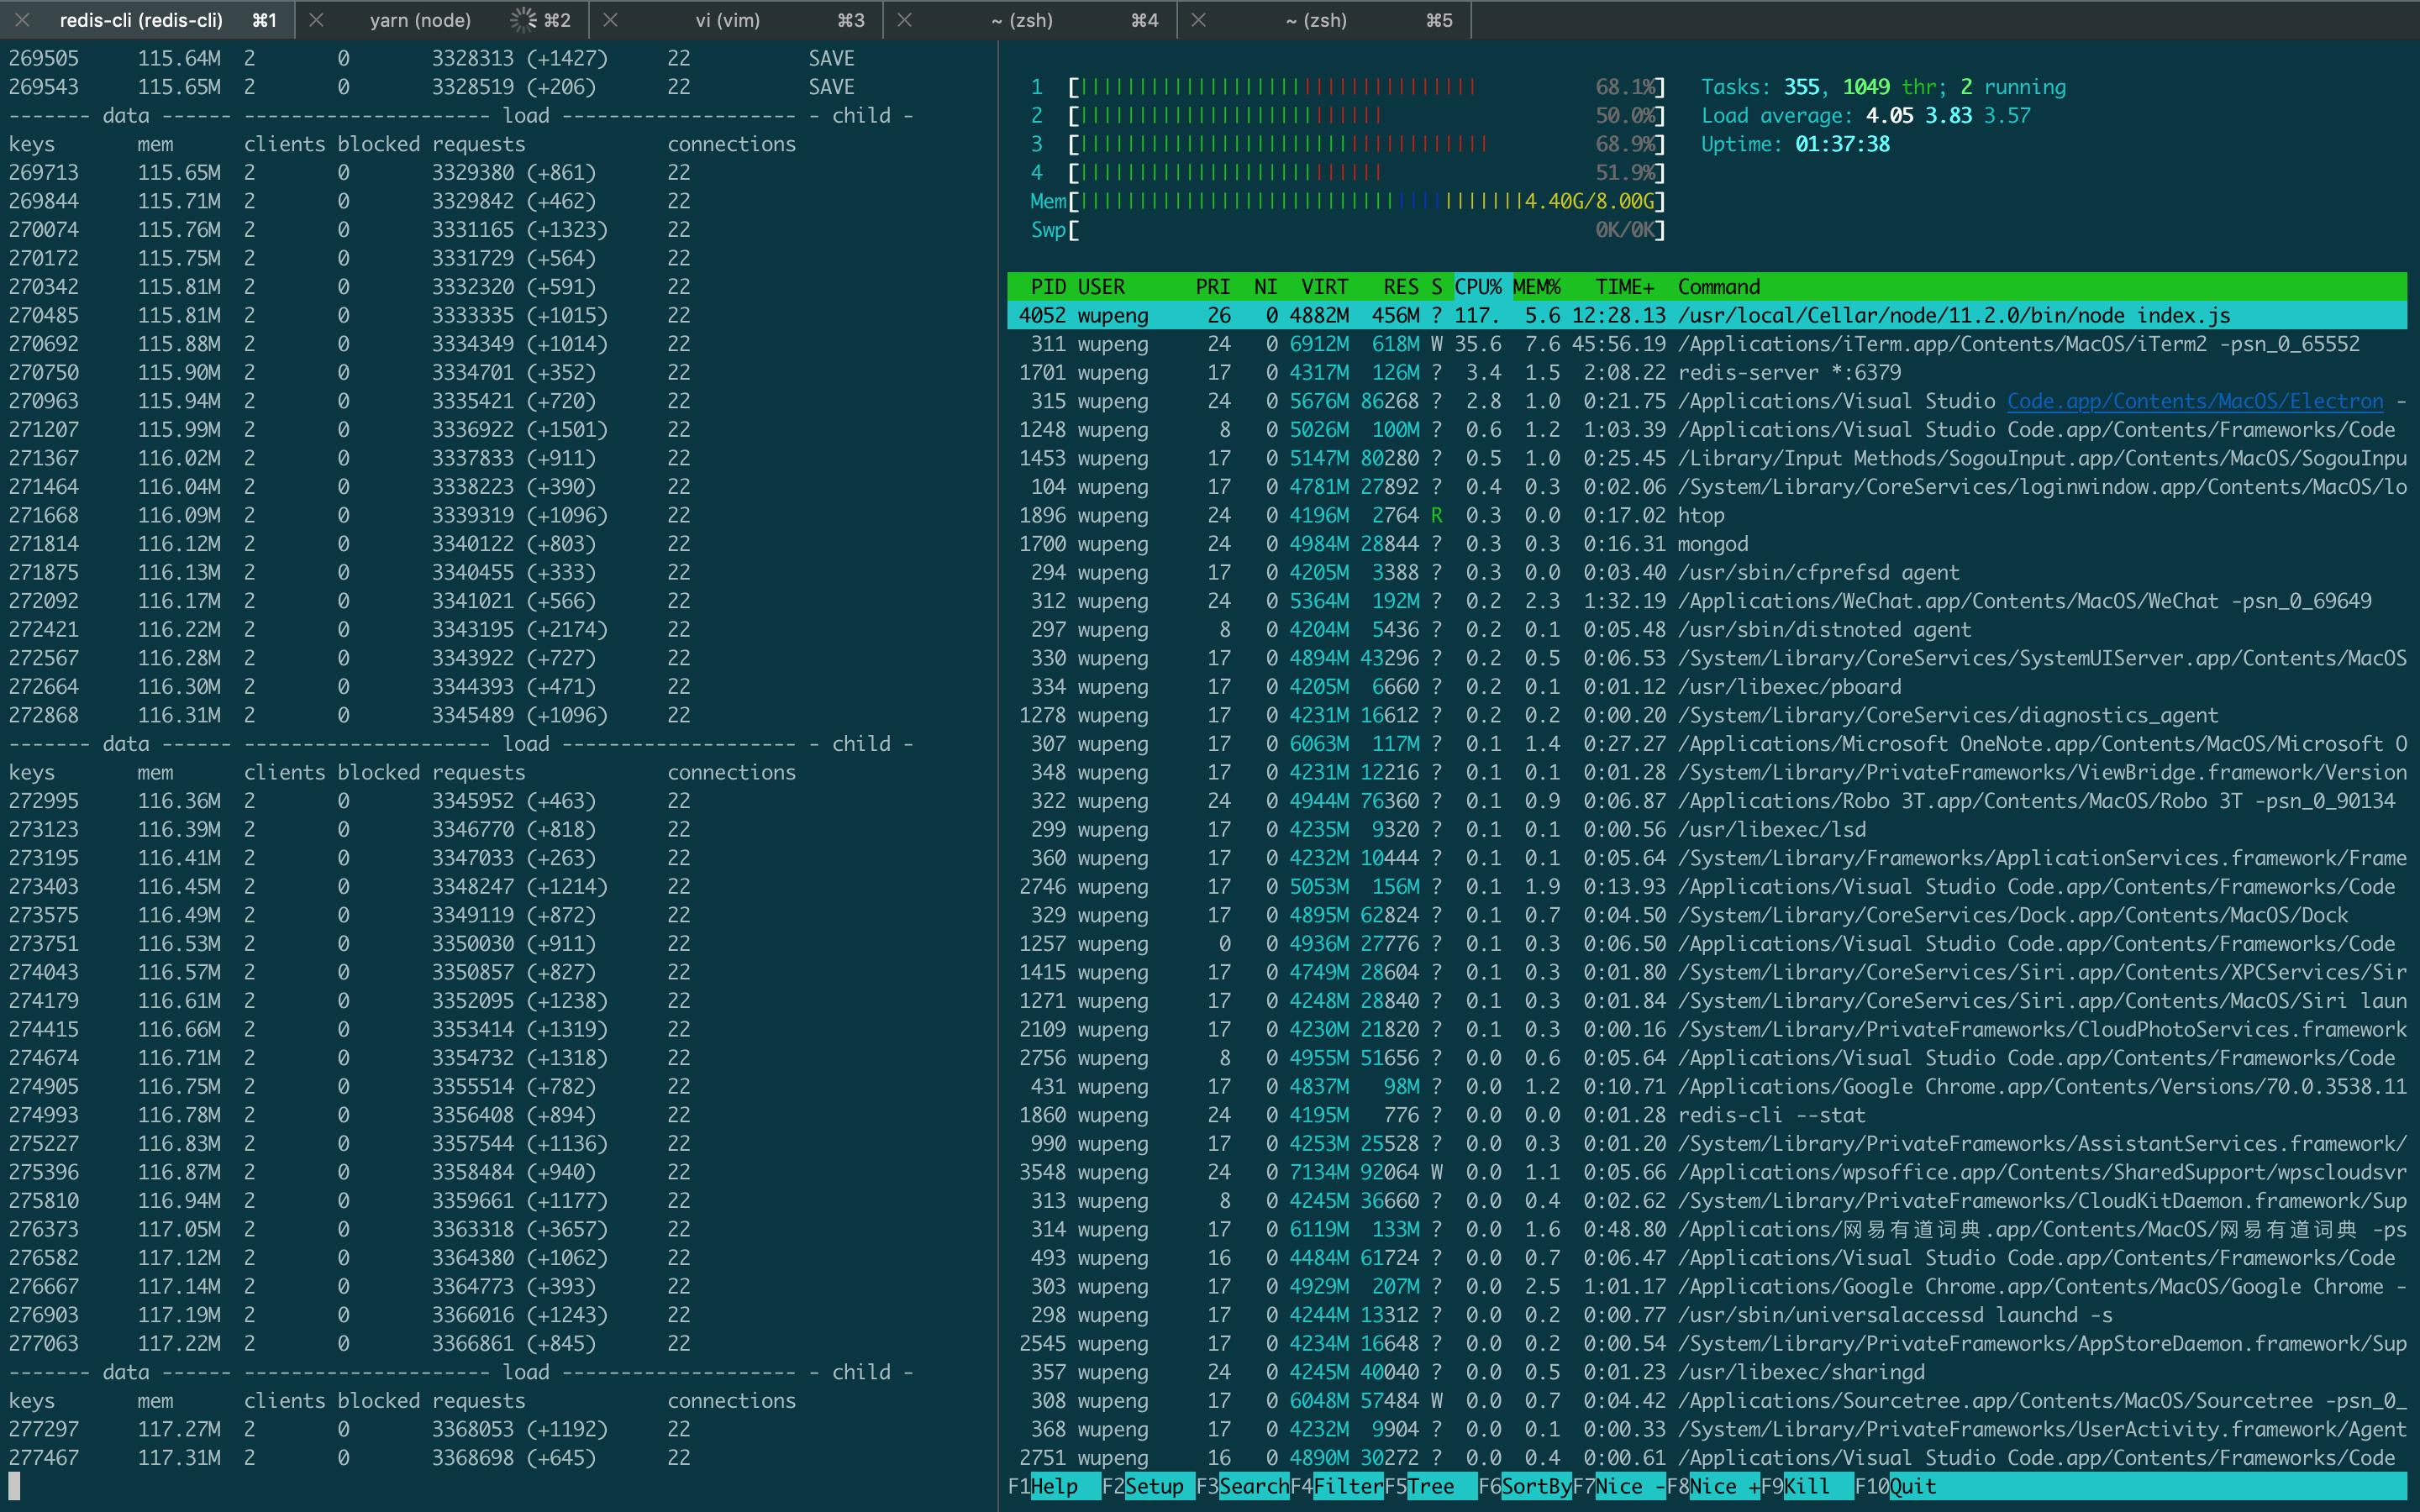 redis-cli (redis-cli) ⌘1 yarn (node) ⌘2 vi (vim) ⌘3 ~ (zsh) ⌘4 ~ (zsh) ⌘5
269505 115.64M 2 0 3328313 (+1427) 22 SAVE
269543 115.65M 2 0 3328519 (+206) 22 SAVE
------- data ------ --------------------- load -------------------- - child -
keys mem clients blocked requests connections
269713 115.65M 2 0 3329380 (+861) 22
269844 115.71M 2 0 3329842 (+462) 22
270074 115.76M 2 0 3331165 (+1323) 22
270172 115.75M 2 0 3331729 (+564) 22
270342 115.81M 2 0 3332320 (+591) 22
270485 115.81M 2 0 3333335 (+1015) 22
270692 115.88M 2 0 3334349 (+1014) 22
270750 115.90M 2 0 3334701 (+352) 22
270963 115.94M 2 0 3335421 (+720) 22
271207 115.99M 2 0 3336922 (+1501) 22
271367 116.02M 2 0 3337833 (+911) 22
271464 116.04M 2 0 3338223 (+390) 22
271668 116.09M 2 0 3339319 (+1096) 22
271814 116.12M 2 0 3340122 (+803) 22
271875 116.13M 2 0 3340455 (+333) 22
272092 116.17M 2 0 3341021 (+566) 22
272421 116.22M 2 0 3343195 (+2174) 22
272567 116.28M 2 0 3343922 (+727) 22
272664 116.30M 2 0 3344393 (+471) 22
272868 116.31M 2 0 3345489 (+1096) 22
------- data ------ --------------------- load -------------------- - child -
keys mem clients blocked requests connections
272995 116.36M 2 0 3345952 (+463) 22
273123 116.39M 2 0 3346770 (+818) 22
273195 116.41M 2 0 3347033 (+263) 22
273403 116.45M 2 0 3348247 (+1214) 22
273575 116.49M 2 0 3349119 (+872) 22
273751 116.53M 2 0 3350030 (+911) 22
274043 116.57M 2 0 3350857 (+827) 22
274179 116.61M 2 0 3352095 (+1238) 22
274415 116.66M 2 0 3353414 (+1319) 22
274674 116.71M 2 0 3354732 (+1318) 22
274905 116.75M 2 0 3355514 (+782) 22
274993 116.78M 2 0 3356408 (+894) 22
275227 116.83M 2 0 3357544 (+1136) 22
275396 116.87M 2 0 3358484 (+940) 22
275810 116.94M 2 0 3359661 (+1177) 22
276373 117.05M 2 0 3363318 (+3657) 22
276582 117.12M 2 0 3364380 (+1062) 22
276667 117.14M 2 0 3364773 (+393) 22
276903 117.19M 2 0 3366016 (+1243) 22
277063 117.22M 2 0 3366861 (+845) 22
------- data ------ --------------------- load -------------------- - child -
keys mem clients blocked requests connections
277297 117.27M 2 0 3368053 (+1192) 22
277467 117.31M 2 0 3368698 (+645) 22
1 [ 68.1%] Tasks: 355, 1049 thr; 2 running
2 [ 50.0%] Load average: 4.05 3.83 3.57
3 [ 68.9%] Uptime: 01:37:38
4 [ 51.9%]
Mem[ 4.40G/8.00G]
Swp[ 0K/0K]
PID USER PRI NI VIRT RES S CPU% MEM% TIME+ Command
4052 wupeng 26 0 4882M 456M ? 117. 5.6 12:28.13 /usr/local/Cellar/node/11.2.0/bin/node index.js
311 wupeng 24 0 6912M 618M W 35.6 7.6 45:56.19 /Applications/iTerm.app/Contents/MacOS/iTerm2 -psn_0_65552
1701 wupeng 17 0 4317M 126M ? 3.4 1.5 2:08.22 redis-server *:6379
315 wupeng 24 0 5676M 86268 ? 2.8 1.0 0:21.75 /Applications/Visual Studio Code.app/Contents/MacOS/Electron -
1248 wupeng 8 0 5026M 100M ? 0.6 1.2 1:03.39 /Applications/Visual Studio Code.app/Contents/Frameworks/Code
1453 wupeng 17 0 5147M 80280 ? 0.5 1.0 0:25.45 /Library/Input Methods/SogouInput.app/Contents/MacOS/SogouInpu
104 wupeng 17 0 4781M 27892 ? 0.4 0.3 0:02.06 /System/Library/CoreServices/loginwindow.app/Contents/MacOS/lo
1896 wupeng 24 0 4196M 2764 R 0.3 0.0 0:17.02 htop
1700 wupeng 24 0 4984M 28844 ? 0.3 0.3 0:16.31 mongod
294 wupeng 17 0 4205M 3388 ? 0.3 0.0 0:03.40 /usr/sbin/cfprefsd agent
312 wupeng 24 0 5364M 192M ? 0.2 2.3 1:32.19 /Applications/WeChat.app/Contents/MacOS/WeChat -psn_0_69649
297 wupeng 8 0 4204M 5436 ? 0.2 0.1 0:05.48 /usr/sbin/distnoted agent
330 wupeng 17 0 4894M 43296 ? 0.2 0.5 0:06.53 /System/Library/CoreServices/SystemUIServer.app/Contents/MacOS
334 wupeng 17 0 4205M 6660 ? 0.2 0.1 0:01.12 /usr/libexec/pboard
1278 wupeng 17 0 4231M 16612 ? 0.2 0.2 0:00.20 /System/Library/CoreServices/diagnostics_agent
307 wupeng 17 0 6063M 117M ? 0.1 1.4 0:27.27 /Applications/Microsoft OneNote.app/Contents/MacOS/Microsoft O
348 wupeng 17 0 4231M 12216 ? 0.1 0.1 0:01.28 /System/Library/PrivateFrameworks/ViewBridge.framework/Version
322 wupeng 24 0 4944M 76360 ? 0.1 0.9 0:06.87 /Applications/Robo 3T.app/Contents/MacOS/Robo 3T -psn_0_90134
299 wupeng 17 0 4235M 9320 ? 0.1 0.1 0:00.56 /usr/libexec/lsd
360 wupeng 17 0 4232M 10444 ? 0.1 0.1 0:05.64 /System/Library/Frameworks/ApplicationServices.framework/Frame
2746 wupeng 17 0 5053M 156M ? 0.1 1.9 0:13.93 /Applications/Visual Studio Code.app/Contents/Frameworks/Code
329 wupeng 17 0 4895M 62824 ? 0.1 0.7 0:04.50 /System/Library/CoreServices/Dock.app/Contents/MacOS/Dock
1257 wupeng 0 0 4936M 27776 ? 0.1 0.3 0:06.50 /Applications/Visual Studio Code.app/Contents/Frameworks/Code
1415 wupeng 17 0 4749M 28604 ? 0.1 0.3 0:01.80 /System/Library/CoreServices/Siri.app/Contents/XPCServices/Sir
1271 wupeng 17 0 4248M 28840 ? 0.1 0.3 0:01.84 /System/Library/CoreServices/Siri.app/Contents/MacOS/Siri laun
2109 wupeng 17 0 4230M 21820 ? 0.1 0.3 0:00.16 /System/Library/PrivateFrameworks/CloudPhotoServices.framework
2756 wupeng 8 0 4955M 51656 ? 0.0 0.6 0:05.64 /Applications/Visual Studio Code.app/Contents/Frameworks/Code
431 wupeng 17 0 4837M 98M ? 0.0 1.2 0:10.71 /Applications/Google Chrome.app/Contents/Versions/70.0.3538.11
1860 wupeng 24 0 4195M 776 ? 0.0 0.0 0:01.28 redis-cli --stat
990 wupeng 17 0 4253M 25528 ? 0.0 0.3 0:01.20 /System/Library/PrivateFrameworks/AssistantServices.framework/
3548 wupeng 24 0 7134M 92064 W 0.0 1.1 0:05.66 /Applications/wpsoffice.app/Contents/SharedSupport/wpscloudsvr
313 wupeng 8 0 4245M 36660 ? 0.0 0.4 0:02.62 /System/Library/PrivateFrameworks/CloudKitDaemon.framework/Sup
314 wupeng 17 0 6119M 133M ? 0.0 1.6 0:48.80 /Applications/网易有道词典.app/Contents/MacOS/网易有道词典 -ps
493 wupeng 16 0 4484M 61724 ? 0.0 0.7 0:06.47 /Applications/Visual Studio Code.app/Contents/Frameworks/Code
303 wupeng 17 0 4929M 207M ? 0.0 2.5 1:01.17 /Applications/Google Chrome.app/Contents/MacOS/Google Chrome -
298 wupeng 17 0 4244M 13312 ? 0.0 0.2 0:00.77 /usr/sbin/universalaccessd launchd -s
2545 wupeng 17 0 4234M 16648 ? 0.0 0.2 0:00.54 /System/Library/PrivateFrameworks/AppStoreDaemon.framework/Sup
357 wupeng 24 0 4245M 40040 ? 0.0 0.5 0:01.23 /usr/libexec/sharingd
308 wupeng 17 0 6048M 57484 W 0.0 0.7 0:04.42 /Applications/Sourcetree.app/Contents/MacOS/Sourcetree -psn_0_
368 wupeng 17 0 4232M 9904 ? 0.0 0.1 0:00.33 /System/Library/PrivateFrameworks/UserActivity.framework/Agent
2751 wupeng 16 0 4890M 30272 ? 0.0 0.4 0:00.61 /Applications/Visual Studio Code.app/Contents/Frameworks/Code
F1Help F2Setup F3SearchF4FilterF5Tree F6SortByF7Nice -F8Nice +F9Kill F10Quit